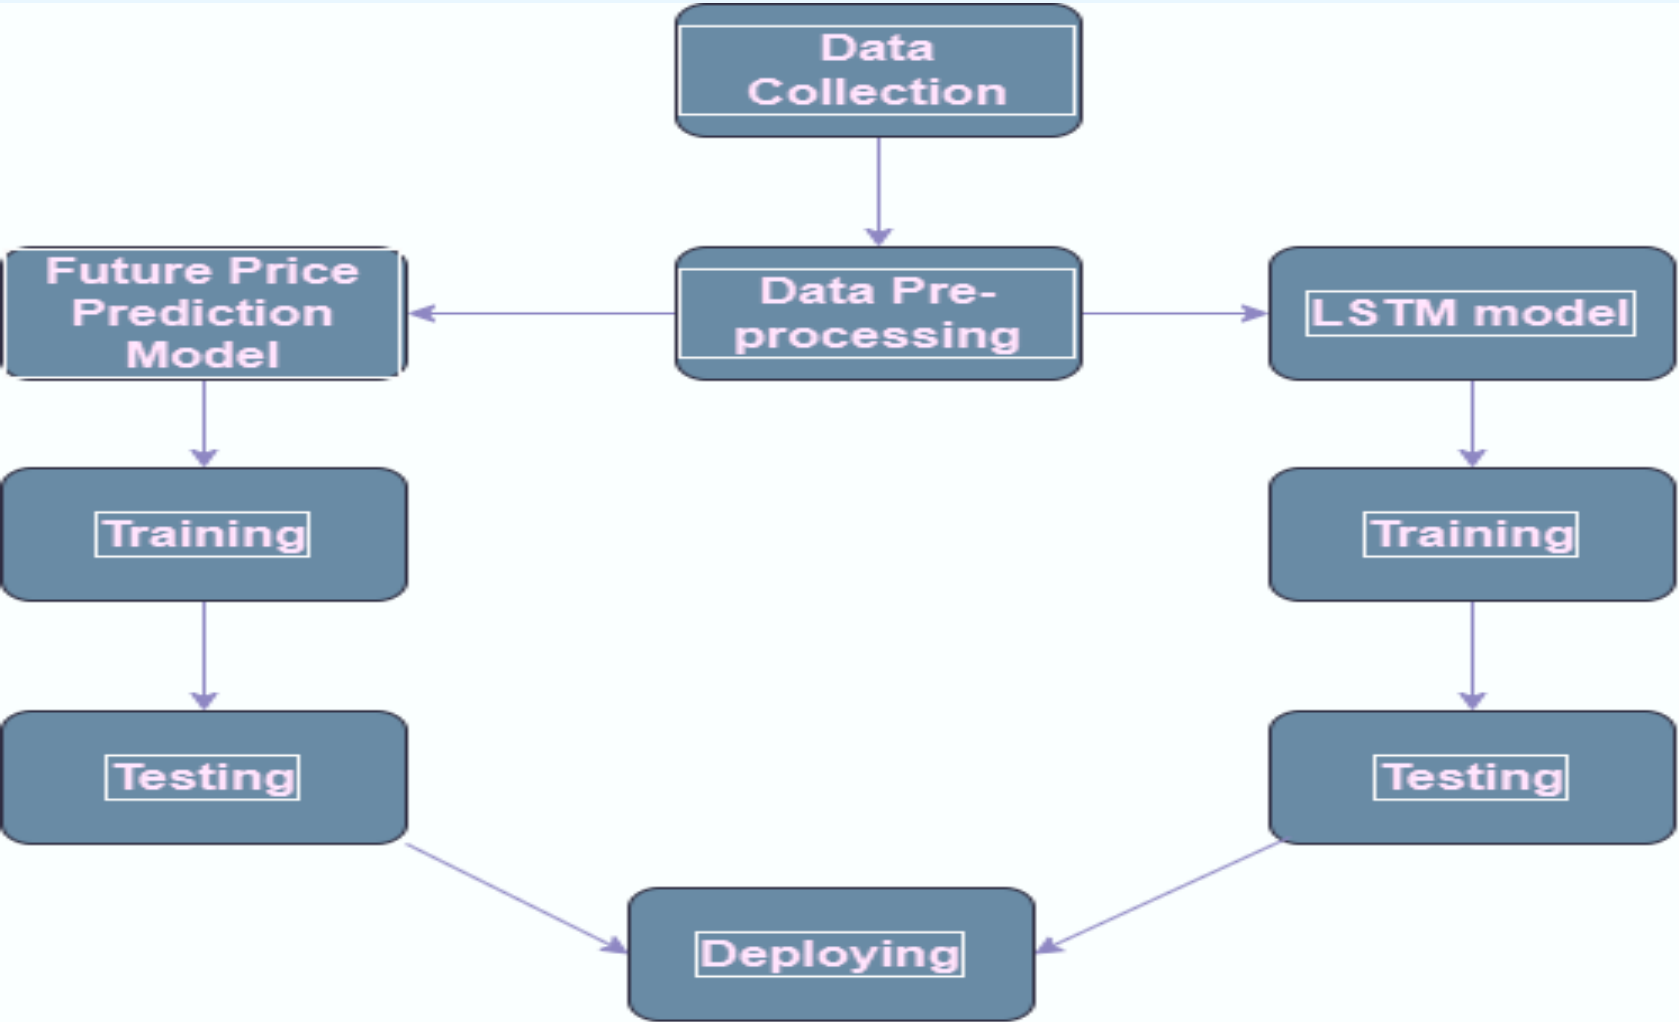 Data
Collection
Future Price
Prediction
Model
Data Pre-
processing
LSTM model
Training
Training
Testing
Testing
Deploying